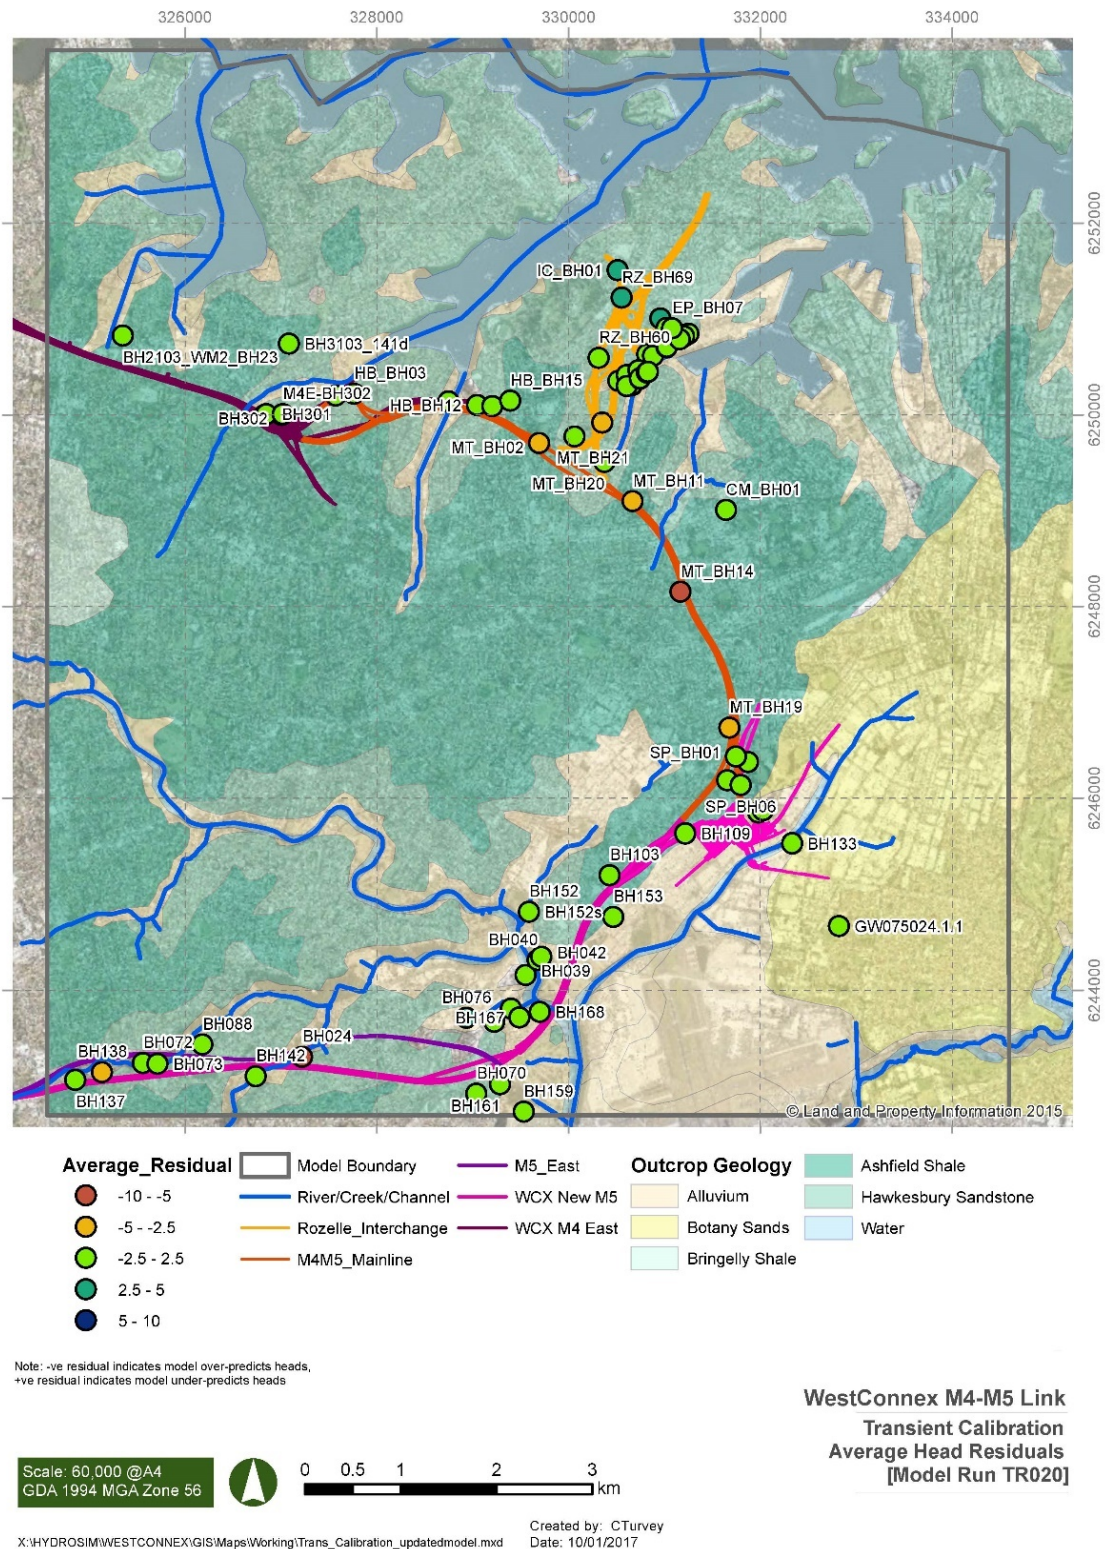 326000 328000 330000 332000 334000
6252000
6250000
6248000
6246000
6244000
IC_BH01
RZ_BH69
EP_BH07
RZ_BH60
BH2103_WM2_BH23
BH3103_141d
HB_BH03
M4E-BH302
HB_BH15
BH302
BH301
HB_BH12
MT_BH02
MT_BH21
MT_BH20
MT_BH11
CM_BH01
MT_BH14
MT_BH19
SP_BH01
SP_BH06
BH109
BH133
BH103
BH152
BH153
BH152s
GW075024.1.1
BH040
BH042
BH039
BH076
BH167
BH168
BH088
BH024
BH072
BH138
BH073
BH142
BH070
BH137
BH161
BH159
© Land and Property Information 2015
Average_Residual
-10 - -5
-5 - -2.5
-2.5 - 2.5
2.5 - 5
5 - 10
Model Boundary
River/Creek/Channel
Rozelle_Interchange
M4M5_Mainline
M5_East
WCX New M5
WCX M4 East
Outcrop Geology
Alluvium
Botany Sands
Bringelly Shale
Ashfield Shale
Hawkesbury Sandstone
Water
Note: -ve residual indicates model over-predicts heads,
+ve residual indicates model under-predicts heads
WestConnex M4-M5 Link
Transient Calibration
Average Head Residuals
[Model Run TR020]
Scale: 60,000 @A4
GDA 1994 MGA Zone 56
0 0.5 1 2 3
km
Created by: CTurvey
X:\HYDROSIM\WESTCONNEX\GIS\Maps\Working\Trans_Calibration_updatedmodel.mxd
Date: 10/01/2017